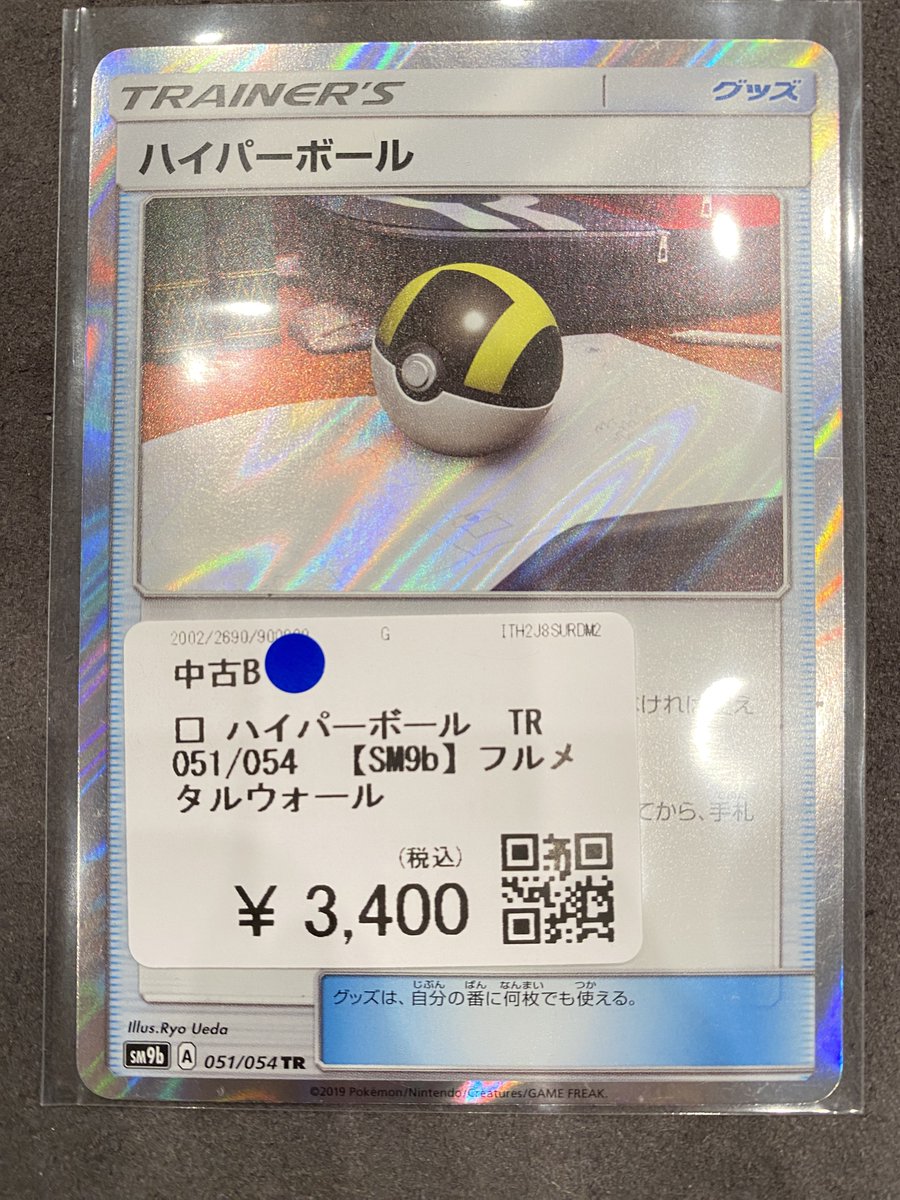 TRAINER'S グッズ
ハイパーボール
2002/2690/900000 G ITH2J8SURDM2
中古B
ロ ハイパーボール TR
051/054 【SM9b】フルメ
タルウォール
(税込)
¥ 3,400
ければ
てから、手札
グッズは、自分の番に何枚でも使える。
Illus.Ryo Ueda
sm9b A 051/054 TR
©2019 Pokémon/Nintendo/Creatures/GAME FREAK.